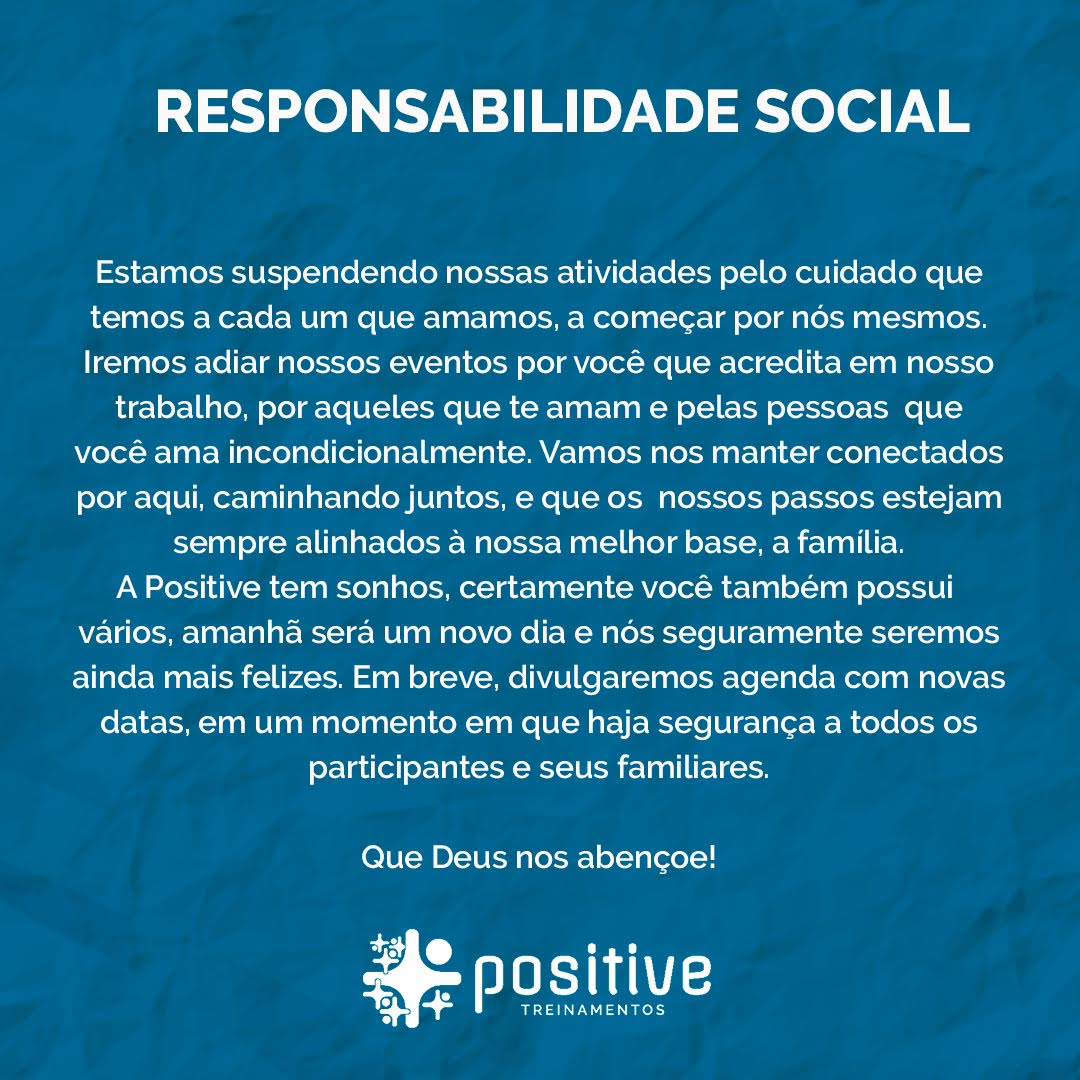 RESPONSABILIDADE SOCIAL
Estamos suspendendo nossas atividades pelo cuidado que
temos a cada um que amamos, a começar por nós mesmos.
Iremos adiar nossos eventos por você que acredita em nosso
trabalho, por aqueles que te amam e pelas pessoas  que
você ama incondicionalmente. Vamos nos manter conectados
por aqui, caminhando juntos, e que os  nossos passos estejam
sempre alinhados à nossa melhor base, a família.
A Positive tem sonhos, certamente você também possui
vários, amanhã será um novo dia e nós seguramente seremos
ainda mais felizes. Em breve, divulgaremos agenda com novas
datas, em um momento em que haja segurança a todos os
participantes e seus familiares.
Que Deus nos abençoe!
positive
TREINAMENTOS